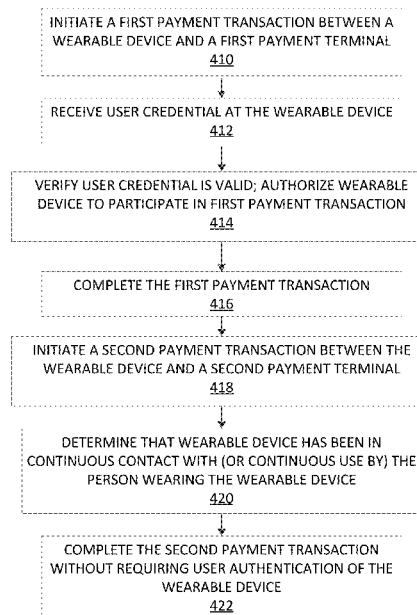 INITIATE A FIRST PAYMENT TRANSACTION BETWEEN A
WEARABLE DEVICE AND A FIRST PAYMENT TERMINAL
410
RECEIVE USER CREDENTIAL AT THE WEARABLE DEVICE
412
VERIFY USER CREDENTIAL IS VALID; AUTHORIZE WEARABLE
DEVICE TO PARTICIPATE IN FIRST PAYMENT TRANSACTION
414
COMPLETE THE FIRST PAYMENT TRANSACTION
416
INITIATE A SECOND PAYMENT TRANSACTION BETWEEN THE
WEARABLE DEVICE AND A SECOND PAYMENT TERMINAL
418
DETERMINE THAT WEARABLE DEVICE HAS BEEN IN
CONTINUOUS CONTACT WITH (OR CONTINUOUS USE BY) THE
PERSON WEARING THE WEARABLE DEVICE
420
COMPLETE THE SECOND PAYMENT TRANSACTION
WITHOUT REQUIRING USER AUTHENTICATION OF THE
WEARABLE DEVICE
422